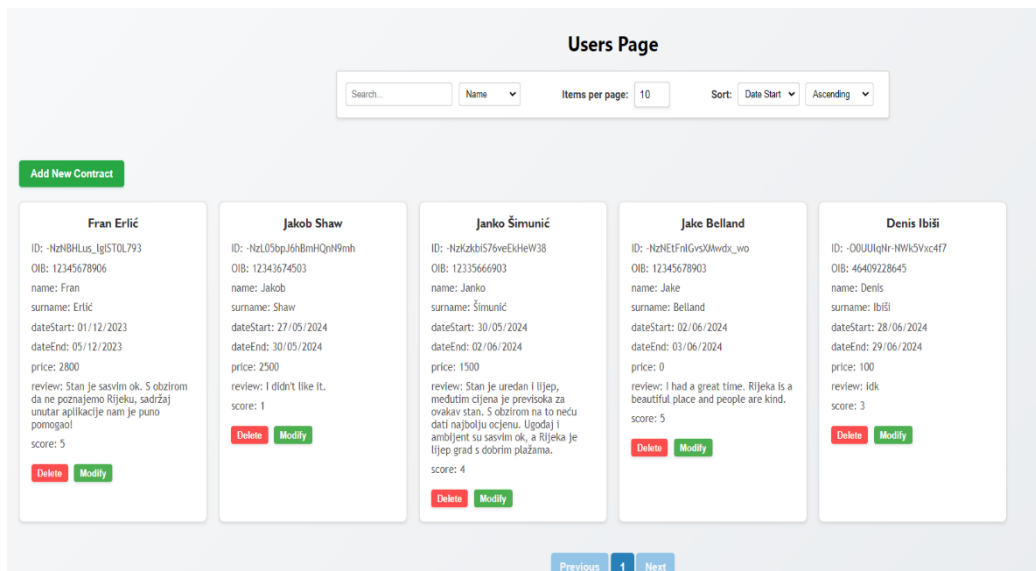 Users Page
Search... Name Items per page: 10 Sort: Date Start Ascending
Add New Contract
Fran Erlić
ID: -NzNBHLus_lgIST0L793
OIB: 12345678906
name: Fran
surname: Erlić
dateStart: 01/12/2023
dateEnd: 05/12/2023
price: 2800
review: Stan je sasvim ok. S obzirom
da ne poznajemo Rijeku, sadržaj
unutar aplikacije nam je puno
pomogao!
score: 5
Delete Modify
Jakob Shaw
ID: -NzL05bpJ6hBmHQnN9mh
OIB: 12343674503
name: Jakob
surname: Shaw
dateStart: 27/05/2024
dateEnd: 30/05/2024
price: 2500
review: I didn't like it.
score: 1
Delete Modify
Janko Šimunić
ID: -NzKzkbiS76veEkHeW38
OIB: 12335666903
name: Janko
surname: Šimunić
dateStart: 30/05/2024
dateEnd: 02/06/2024
price: 1500
review: Stan je uredan i lijep,
međutim cijena je previsoka za
ovakav stan. S obzirom na to neću
dati najbolju ocjenu. Ugođaj i
ambijent su sasvim ok, a Rijeka je
lijep grad s dobrim plažama.
score: 4
Delete Modify
Jake Belland
ID: -NzNEtFnlGvsXMwdx_wo
OIB: 12345678903
name: Jake
surname: Belland
dateStart: 02/06/2024
dateEnd: 03/06/2024
price: 0
review: I had a great time. Rijeka is a
beautiful place and people are kind.
score: 5
Delete Modify
Denis Ibiši
ID: -O0UUIqNr-NWk5Vxc4f7
OIB: 46409228645
name: Denis
surname: Ibiši
dateStart: 28/06/2024
dateEnd: 29/06/2024
price: 100
review: idk
score: 3
Delete Modify
Previous 1 Next